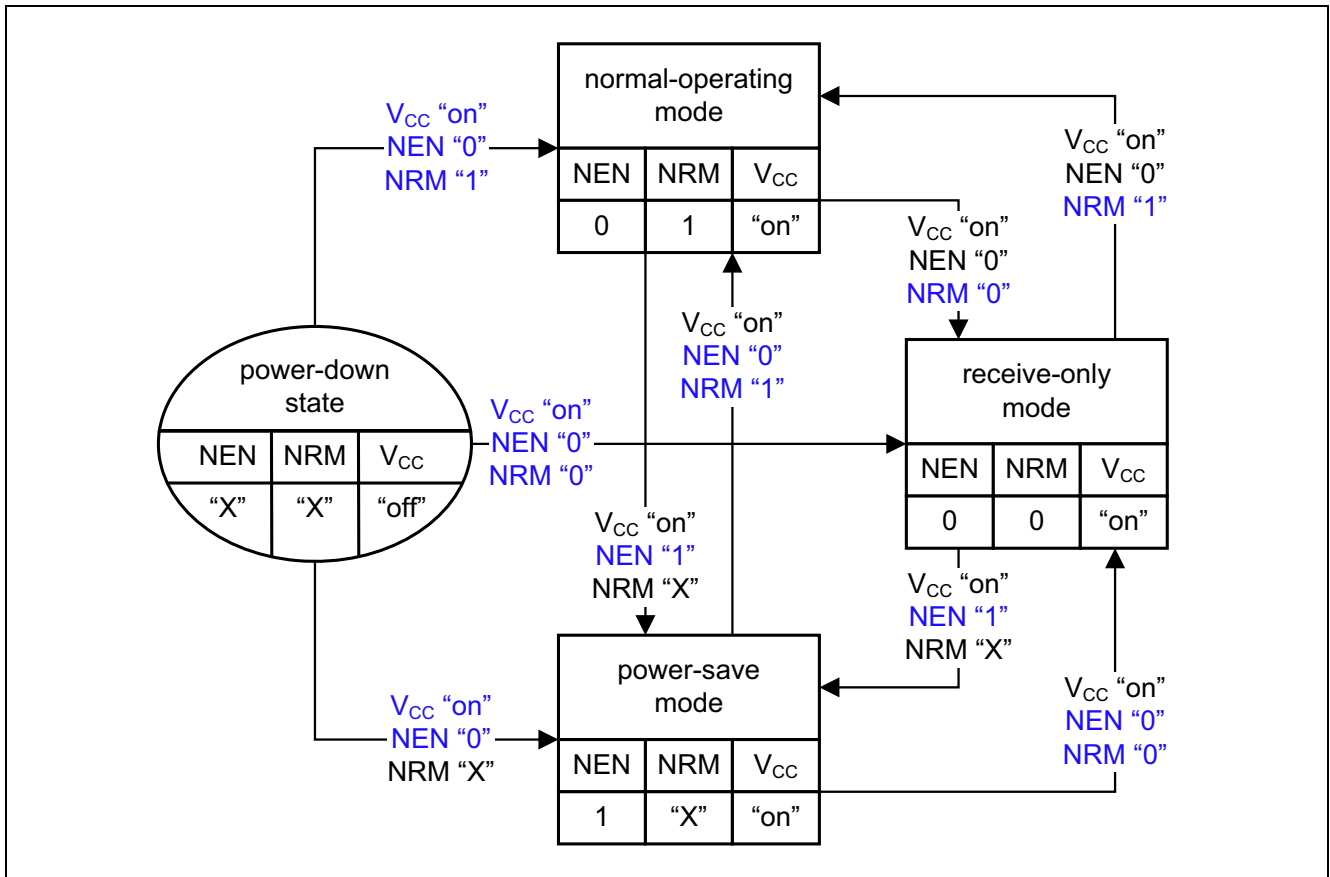 normal-operating
mode
NEN NRM VCC
0 1 “on”
VCC “on”
NEN “0”
NRM “1”
VCC “on”
NEN “0”
NRM “1”
VCC “on”
NEN “0”
NRM “0”
VCC “on”
NEN “0”
NRM “1”
power-down
state
NEN NRM VCC
“X” “X” “off”
VCC “on”
NEN “0”
NRM “0”
receive-only
mode
NEN NRM VCC
0 0 “on”
VCC “on”
NEN “1”
NRM “X”
VCC “on”
NEN “1”
NRM “X”
power-save
mode
NEN NRM VCC
1 “X” “on”
VCC “on”
NEN “0”
NRM “X”
VCC “on”
NEN “0”
NRM “0”